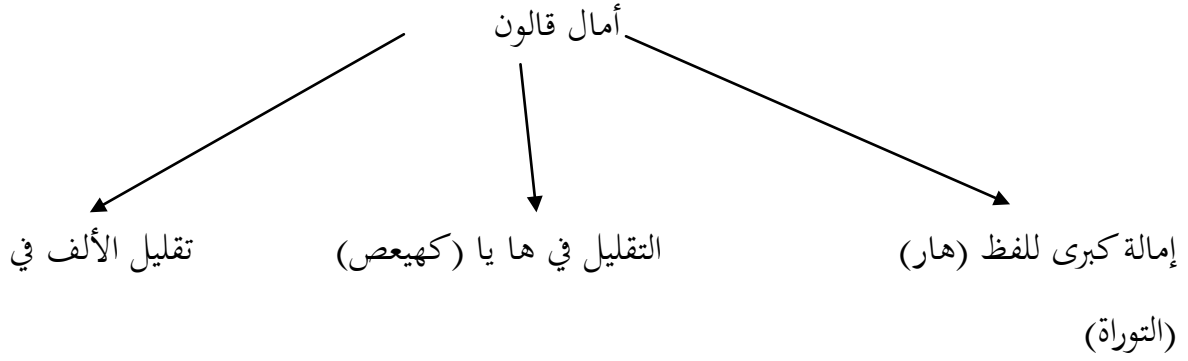 أمال قالون
إمالة كبرى للفظ (هار) التقليل في ها يا (كهيعص) تقليل الألف في
(التوراة)